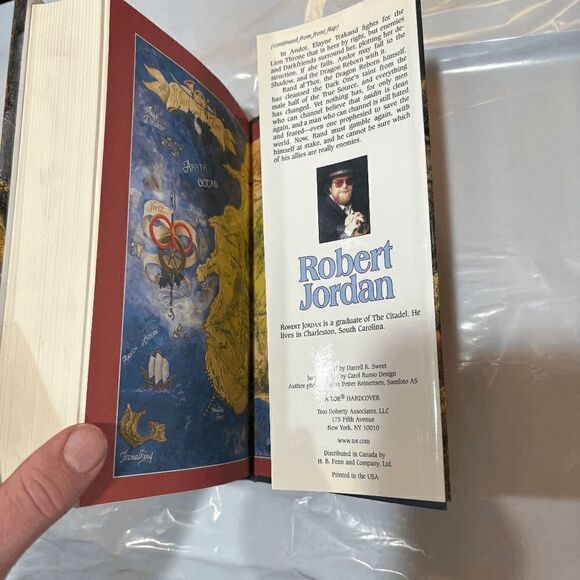 (continued from front flap)
In Andor, Elayne Trakand fights for the
Lion Throne that is hers by right, but enemies
and Darkfriends surround her, plotting her de-
struction. If she fails, Andor may fall to the
Shadow, and the Dragon Reborn with it.
Rand al'Thor, the Dragon Reborn himself,
has cleansed the Dark One's taint from the
male half of the True Source, and everything
has changed. Yet nothing has, for only men
who can channel believe that saidin is clean
again, and a man who can channel is still hated
and feared—even one prophesied to save the
world. Now, Rand must gamble again, with
himself at stake, and he cannot be sure which
of his allies are really enemies.
Robert
Jordan
ROBERT JORDAN is a graduate of The Citadel. He
lives in Charleston, South Carolina.
by Darrell K. Sweet
by Carol Russo Design
Author Petter Reinertsen, Samfoto AS
A TOR® HARDCOVER
Tom Doherty Associates, LLC
175 Fifth Avenue
New York, NY 10010
www.tor.com
Distributed in Canada by
H. B. Fenn and Company, Ltd.
Printed in the USA
ARYTH
OCEAN
North
Tremalking